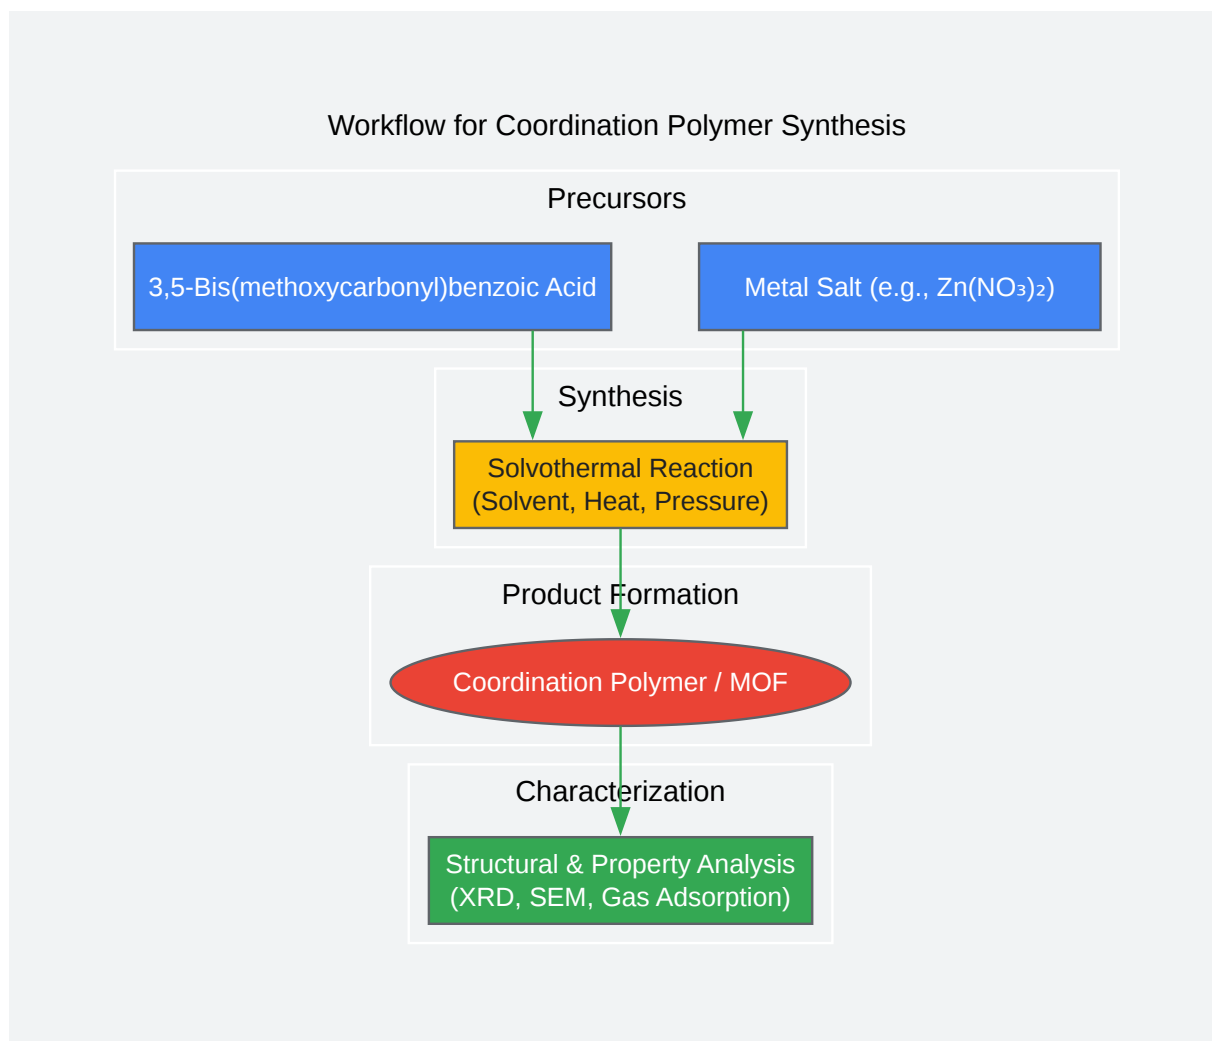 Workflow for Coordination Polymer Synthesis
Precursors
3,5-Bis(methoxycarbonyl)benzoic Acid
Metal Salt (e.g., Zn(NO₃)₂)
Synthesis
Solvothermal Reaction
(Solvent, Heat, Pressure)
Product Formation
Coordination Polymer / MOF
Characterization
Structural & Property Analysis
(XRD, SEM, Gas Adsorption)